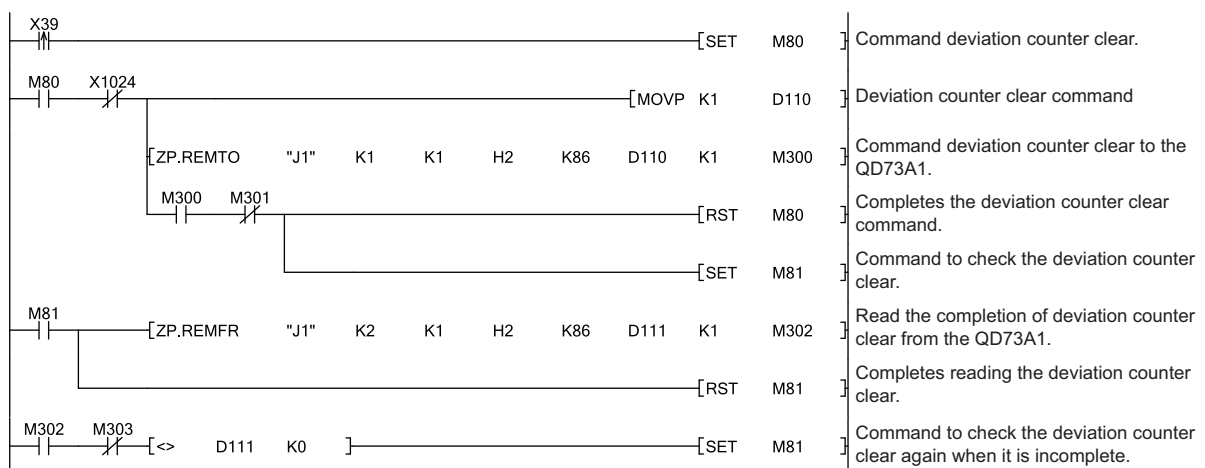 X39
[SET M80 ] Command deviation counter clear.
M80 X1024
[MOVP K1 D110 ] Deviation counter clear command
[ZP.REMTO "J1" K1 K1 H2 K86 D110 K1 M300 ] Command deviation counter clear to the
QD73A1.
M300 M301
[RST M80 ] Completes the deviation counter clear
command.
[SET M81 ] Command to check the deviation counter
clear.
M81
[ZP.REMFR "J1" K2 K1 H2 K86 D111 K1 M302 ] Read the completion of deviation counter
clear from the QD73A1.
[RST M81 ] Completes reading the deviation counter
clear.
M302 M303
[<> D111 K0 ] [SET M81 ] Command to check the deviation counter
clear again when it is incomplete.